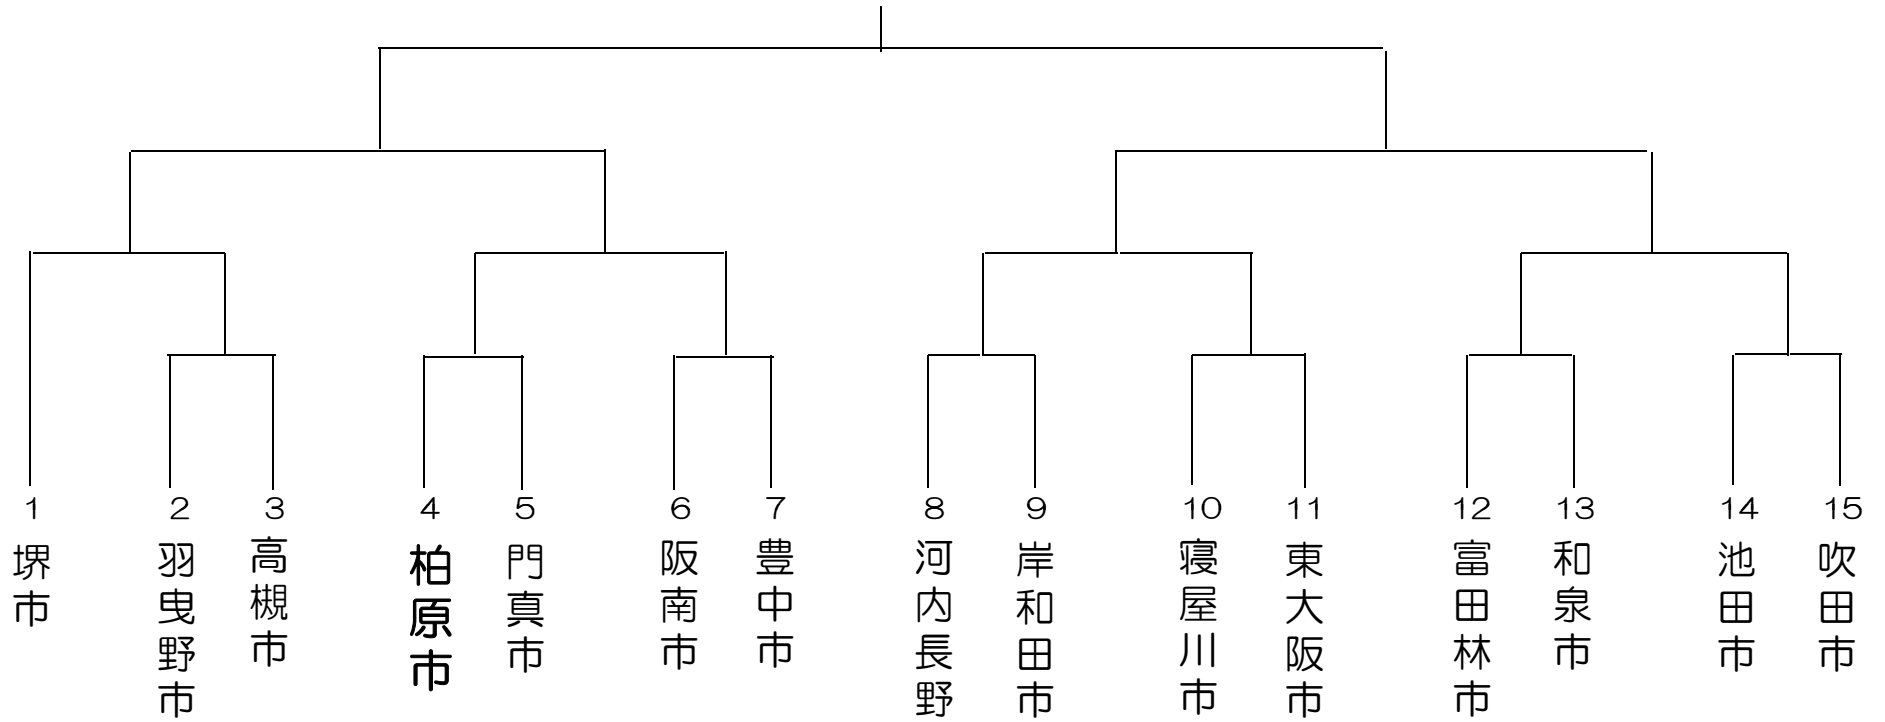 1
堺市
2
羽曳野市
3
高槻市
4
柏原市
5
門真市
6
阪南市
7
豊中市
8
河内長野
9
岸和田市
10
寝屋川市
11
東大阪市
12
富田林市
13
和泉市
14
池田市
15
吹田市